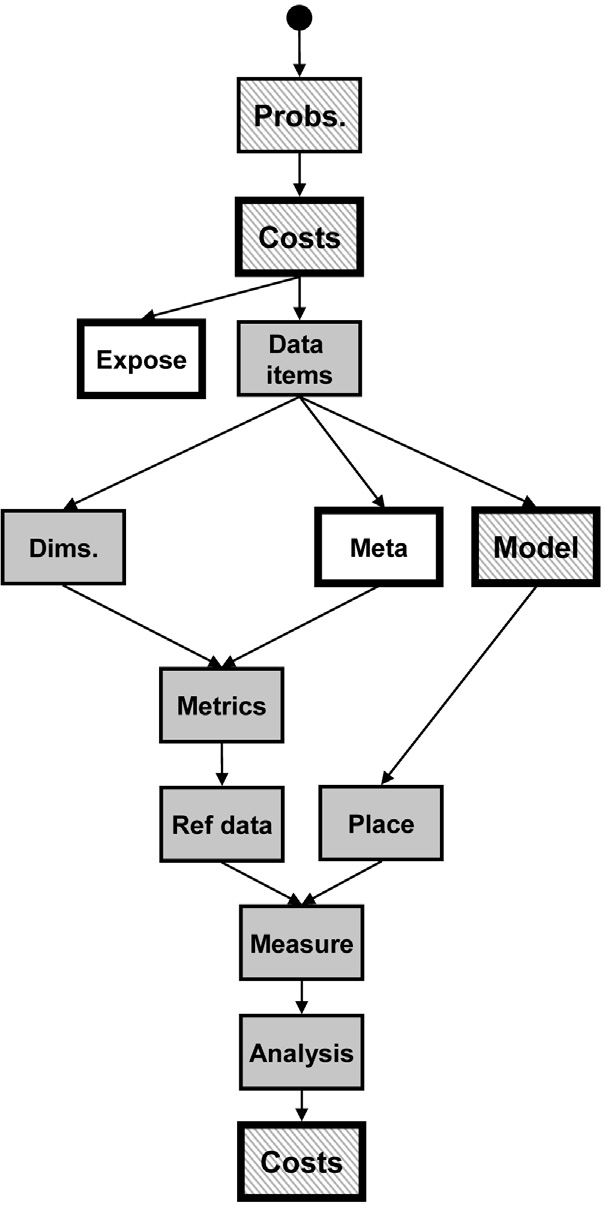 Probs.
Costs
Expose
Data
items
Dims.
Meta
Model
Metrics
Ref data
Place
Measure
Analysis
Costs